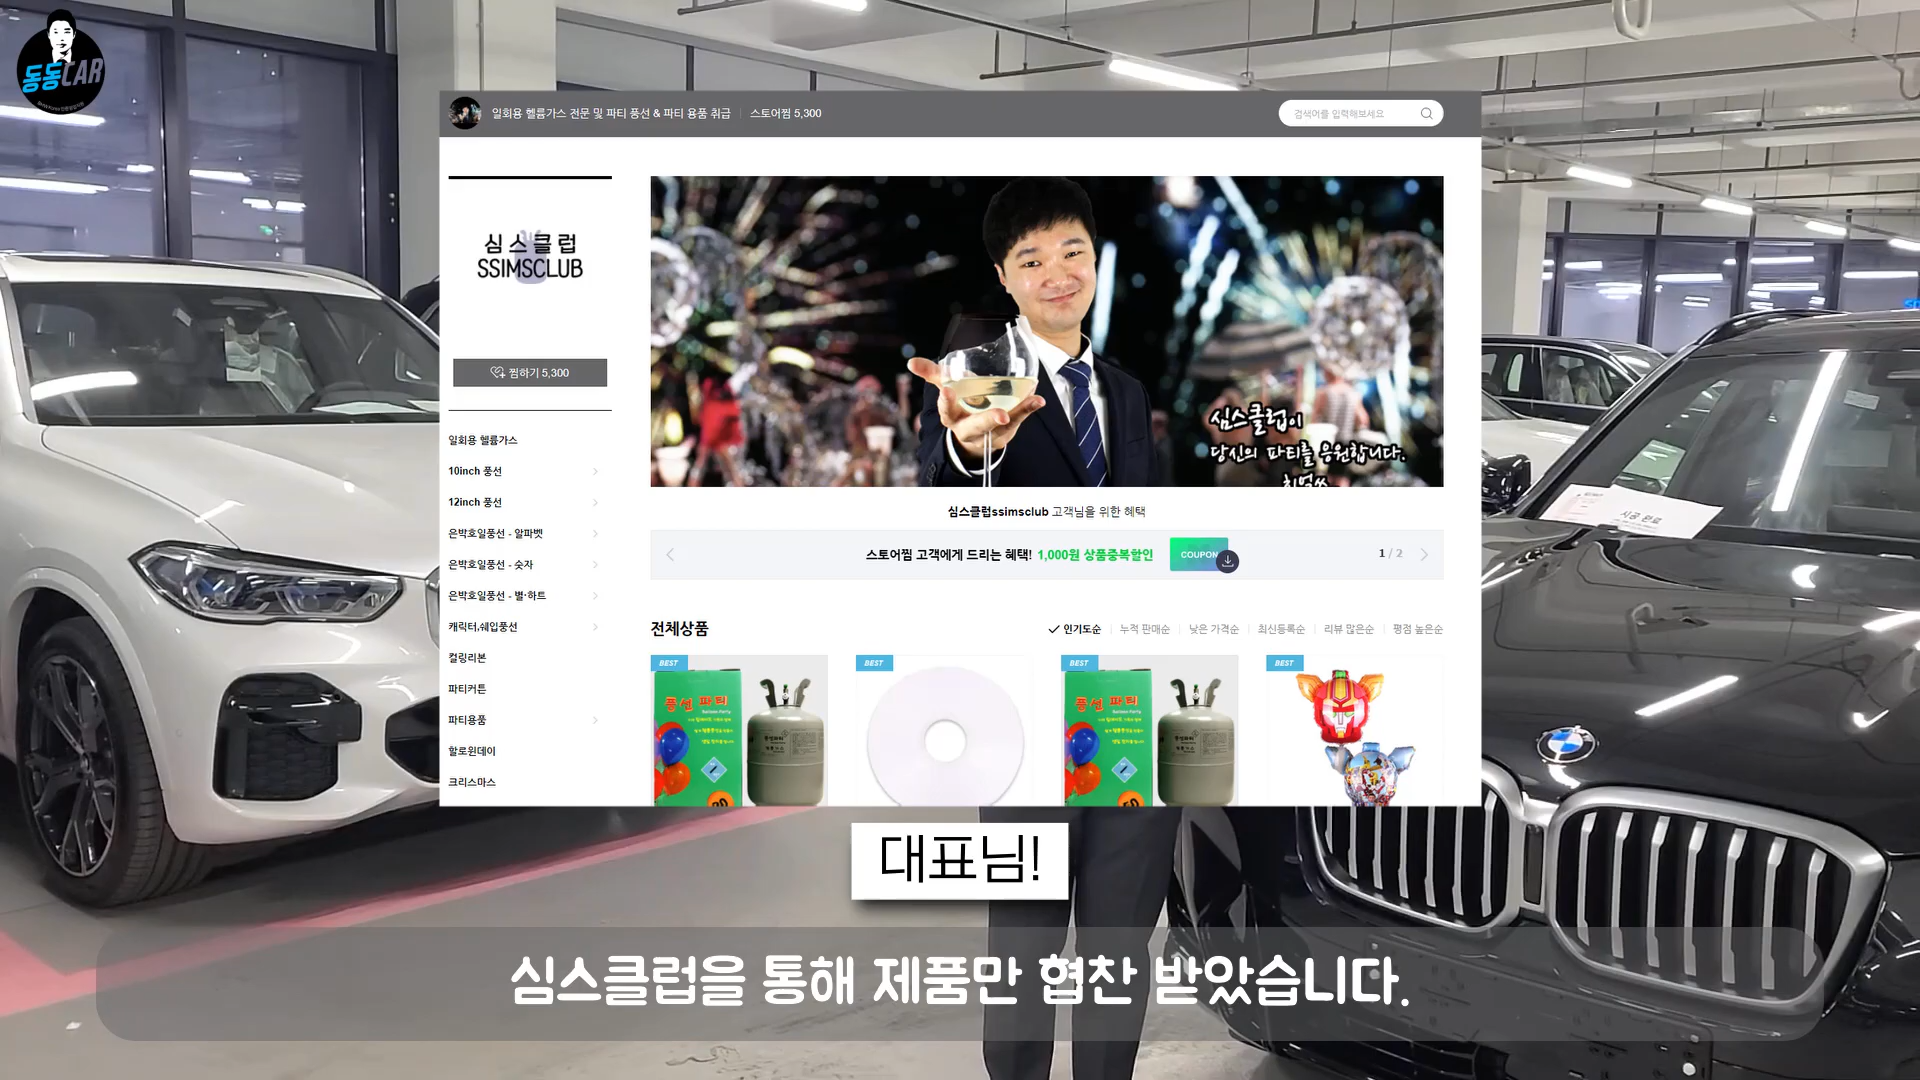 동동CAR
일회용 헬륨가스 전문 및 파티 풍선 & 파티 용품 취급
스토어찜 5,300
검색어를 입력해보세요
심스클럽
SSIMSCLUB
찜하기 5,300
일회용 헬륨가스
10inch 풍선
12inch 풍선
은박호일풍선 - 알파벳
은박호일풍선 - 숫자
은박호일풍선 - 별·하트
캐릭터,쉐입풍선
컬링리본
파티커튼
파티용품
할로윈데이
크리스마스
심스클럽이
당신의 파티를 응원합니다.
심스클럽ssimsclub 고객님을 위한 혜택
스토어찜 고객에게 드리는 혜택! 1,000원 상품중복할인
COUPON
1 / 2
전체상품
인기도순
누적 판매순
낮은 가격순
최신등록순
리뷰 많은순
평점 높은순
BEST
BEST
BEST
BEST
풍선 파티
풍선 파티
시공 완료
대표님!
심스클럽을 통해 제품만 협찬 받았습니다.